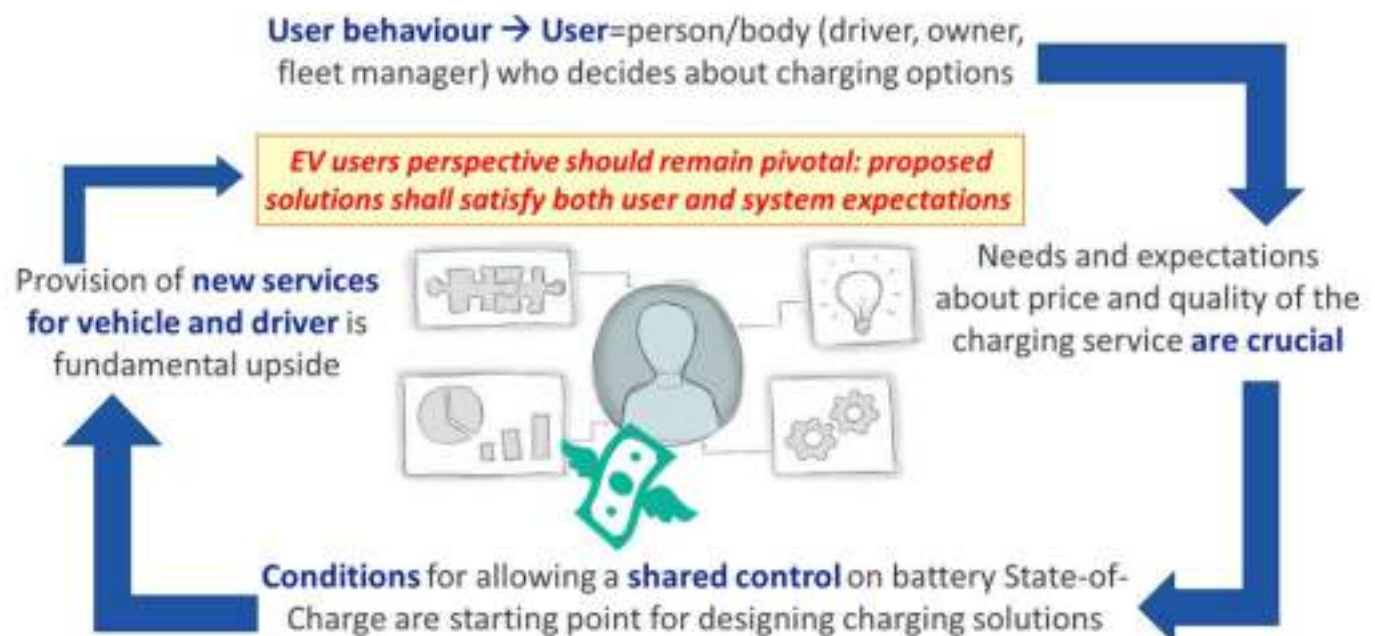 User behaviour → User=person/body (driver, owner,
fleet manager) who decides about charging options
EV users perspective should remain pivotal: proposed
solutions shall satisfy both user and system expectations
Needs and expectations
about price and quality of the
charging service are crucial
Conditions for allowing a shared control on battery State-of-
Charge are starting point for designing charging solutions
Provision of new services
for vehicle and driver is
fundamental upside